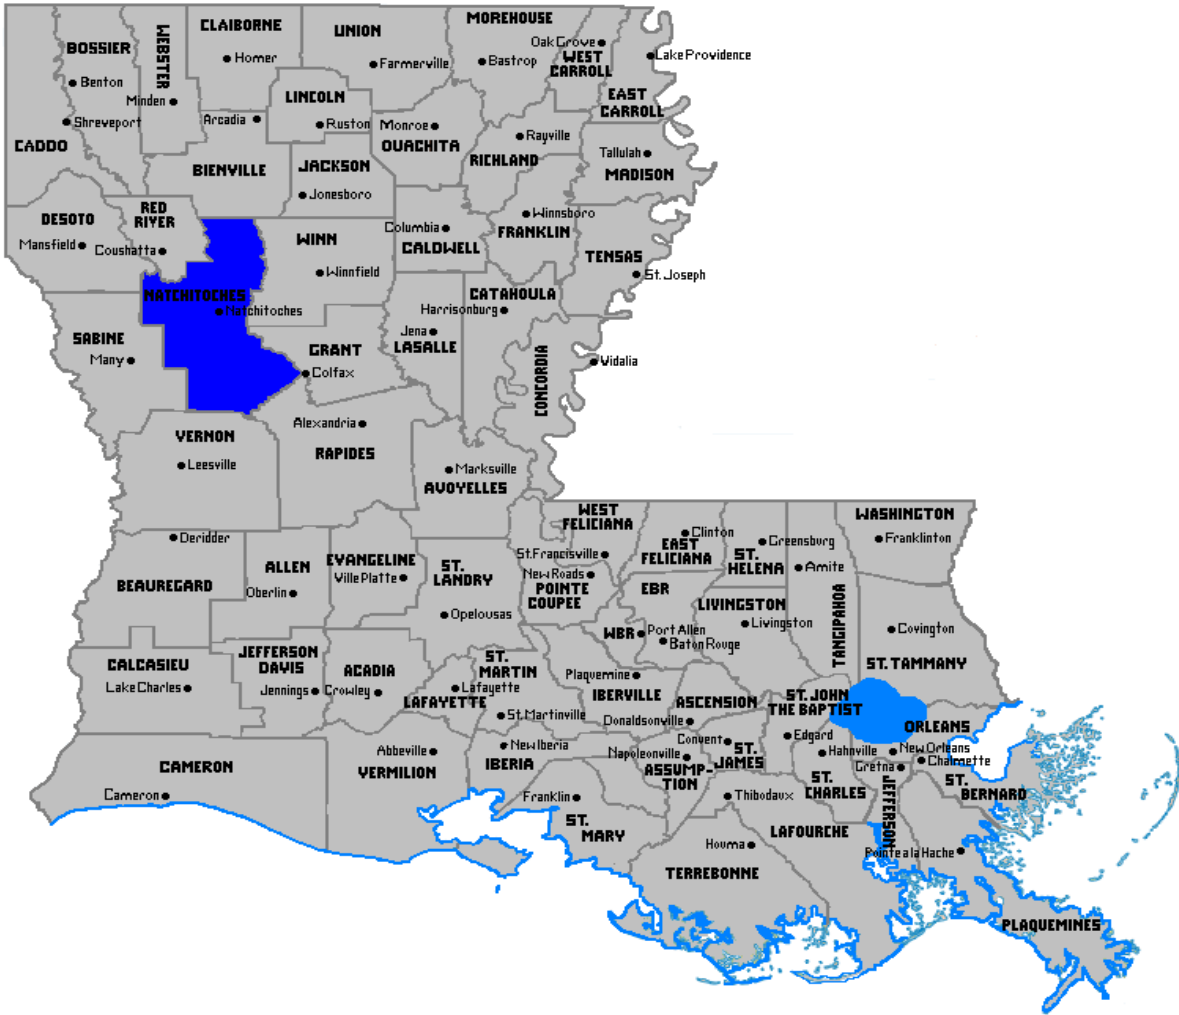 CLAIBORNE
UNION
MOREHOUSE
BOSSIER
WEBSTER
Homer
Farmerville
Bastrop
Oak Grove
WEST
CARROLL
Lake Providence
Benton
Minden
LINCOLN
EAST
CARROLL
Shreveport
Arcadia
Ruston
Monroe
OUACHITA
Rayville
RICHLAND
CADDO
Tallulah
MADISON
BIENVILLE
JACKSON
Jonesboro
DESOTO
RED
RIVER
Mansfield
Coushatta
WINN
Winnfield
Columbia
CALDWELL
Winnsboro
FRANKLIN
TENSAS
St. Joseph
NATCHITOCHES
Natchitoches
CATAHOULA
Harrisonburg
SABINE
Many
GRANT
Colfax
Jena
LASALLE
CONCORDIA
Vidalia
VERNON
Leesville
Alexandria
RAPIDES
Marksville
AVOYELLES
WEST
FELICIANA
St. Francisville
Clinton
EAST
FELICIANA
Greensburg
ST.
HELENA
WASHINGTON
Franklinton
Amite
TANGIPAHOA
Deridder
BEAUREGARD
ALLEN
Oberlin
EVANGELINE
Ville Platte
ST.
LANDRY
Opelousas
New Roads
POINTE
COUPEE
EBR
LIVINGSTON
Livingston
WBR
Port Allen
Baton Rouge
Covington
ST. TAMMANY
CALCASIEU
Lake Charles
JEFFERSON
DAVIS
Jennings
ACADIA
Crowley
LAFAYETTE
Lafayette
ST.
MARTIN
St. Martinville
Plaquemine
IBERVILLE
ASCENSION
Donaldsonville
ST. JOHN
THE BAPTIST
Edgard
ORLEANS
New Orleans
CAMERON
Cameron
Abbeville
VERMILION
New Iberia
IBERIA
Napoleonville
ASSUMP-
TION
Convent
ST.
JAMES
Hahnville
ST.
CHARLES
Gretna
Chalmette
ST.
BERNARD
JEFFERSON
Franklin
ST.
MARY
Thibodaux
LAFOURCHE
Houma
TERREBONNE
Pointe a la Hache
PLAQUEMINES